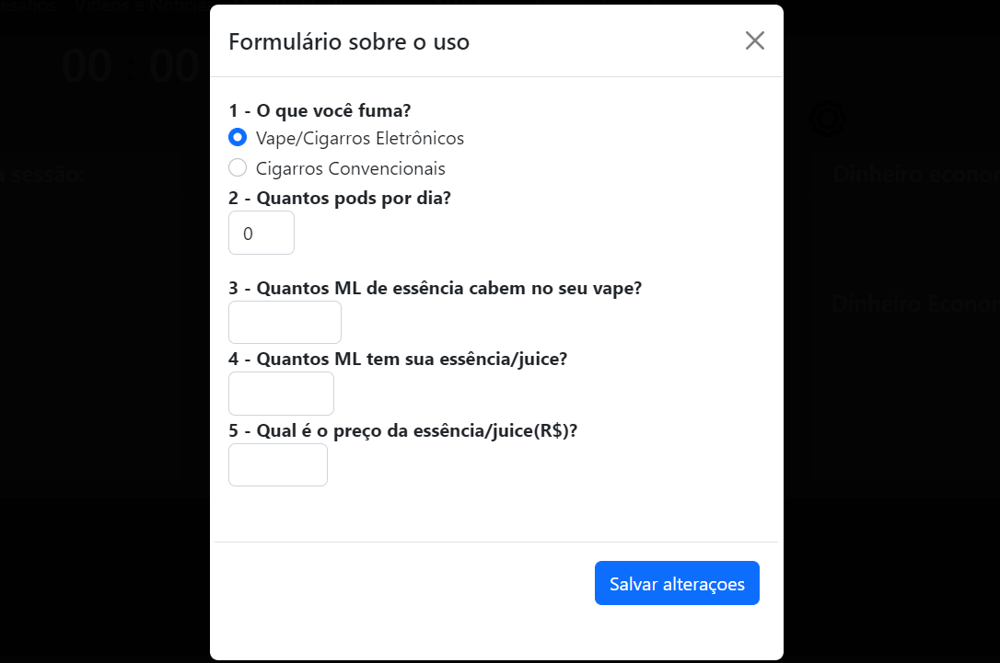 Vídeos e Notícias
00 : 00
Formulário sobre o uso
1 - O que você fuma?
Vape/Cigarros Eletrônicos
Cigarros Convencionais
2 - Quantos pods por dia?
0
3 - Quantos ML de essência cabem no seu vape?
4 - Quantos ML tem sua essência/juice?
5 - Qual é o preço da essência/juice(R$)?
Salvar alteraçoes
a sessão:
Dinheiro econo
Dinheiro Econo